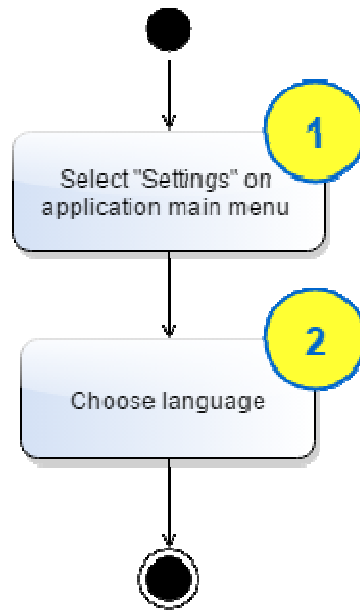 1
Select "Settings" on
application main menu
2
Choose language